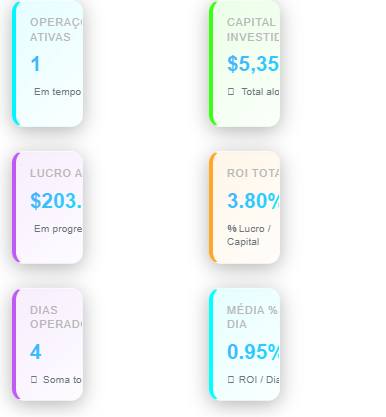 OPERAÇ
ATIVAS
1
Em tempo
CAPITAL
INVESTID
$5,35
Total alo
LUCRO A
$203.
Em progre
ROI TOTA
3.80%
% Lucro /
Capital
DIAS
OPERAD
4
Soma to
MÉDIA %
DIA
0.95%
ROI / Dia